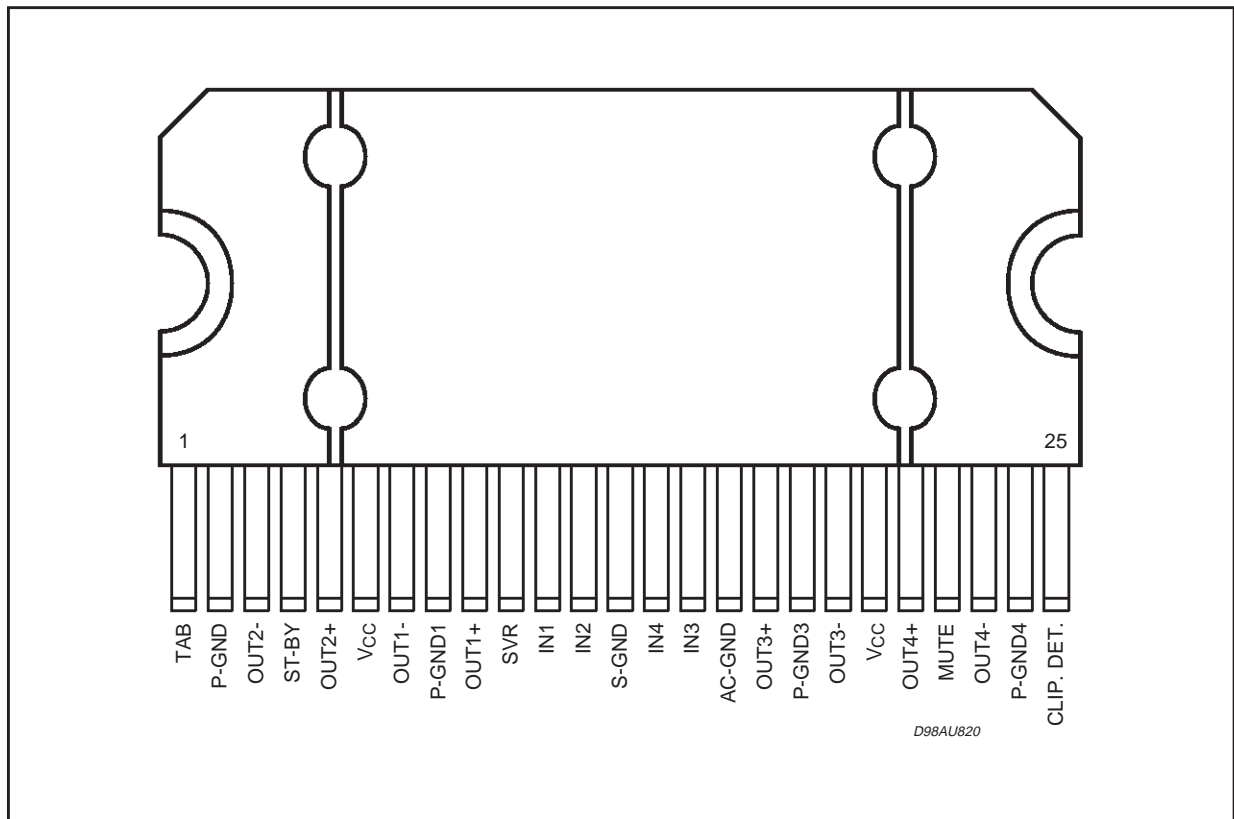 1
25
TAB
P-GND
OUT2-
ST-BY
OUT2+
VCC
OUT1-
P-GND1
OUT1+
SVR
IN1
IN2
S-GND
IN4
IN3
AC-GND
OUT3+
P-GND3
OUT3-
VCC
OUT4+
MUTE
OUT4-
P-GND4
CLIP. DET.
D98AU820